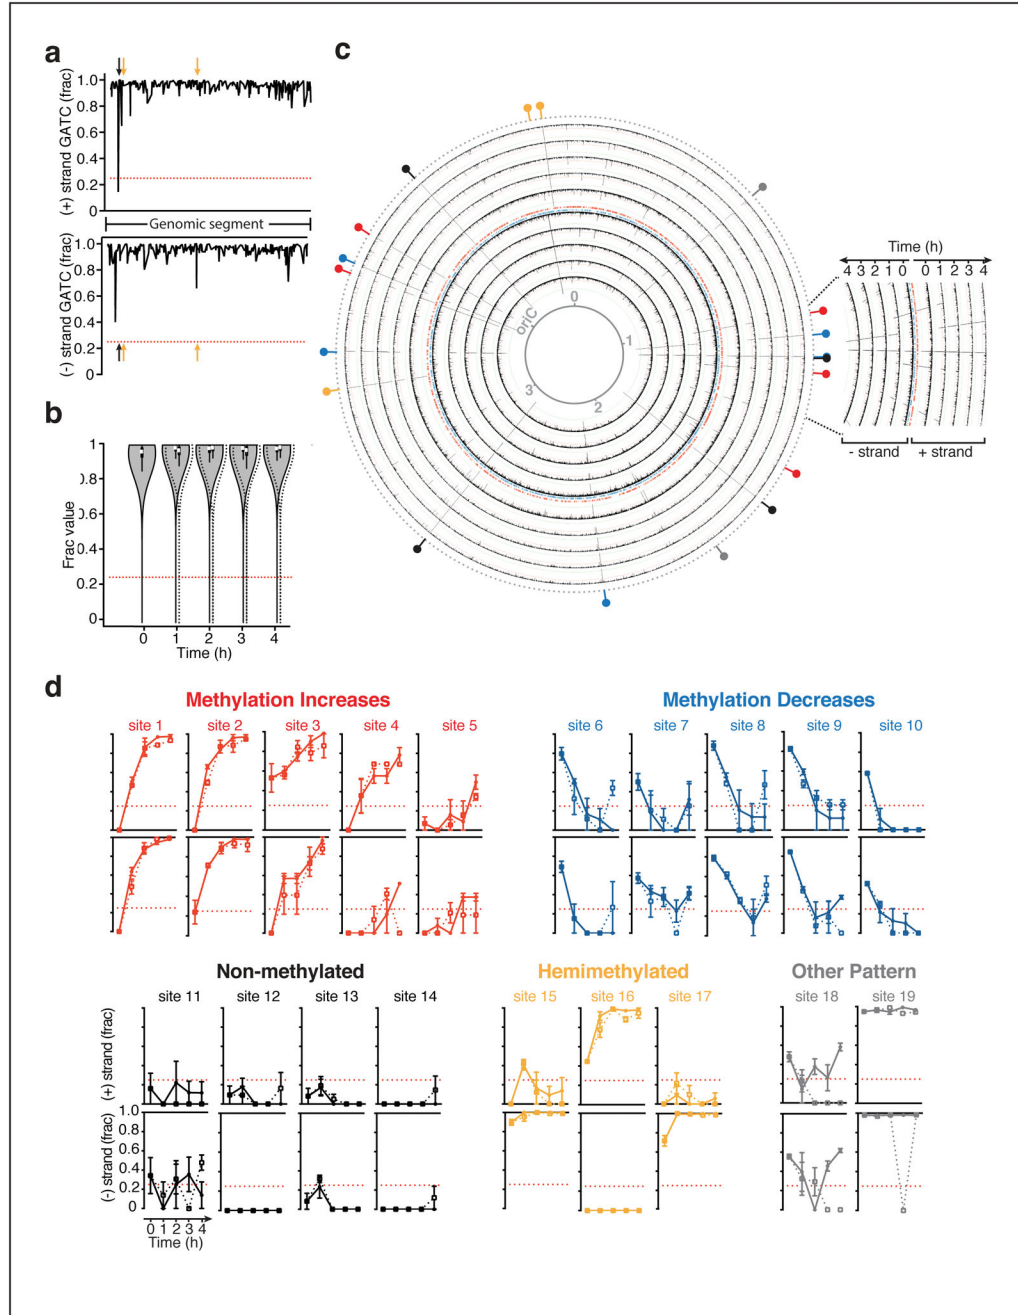 a
(+) strand GATC (frac)
1.0
0.8
0.6
0.4
0.2
0
Genomic segment
(-) strand GATC (frac)
1.0
0.8
0.6
0.4
0.2
0
b
Frac value
1
0.8
0.6
0.4
0.2
0
0 1 2 3 4
Time (h)
c
oriC
0
1
2
3
Time (h)
4 3 2 1 0 0 1 2 3 4
- strand + strand
d
Methylation Increases
site 1 site 2 site 3 site 4 site 5
Methylation Decreases
site 6 site 7 site 8 site 9 site 10
Non-methylated
site 11 site 12 site 13 site 14
Hemimethylated
site 15 site 16 site 17
Other Pattern
site 18 site 19
(+) strand (frac)
(-) strand (frac)
1.0
0.8
0.6
0.4
0.2
0
0 1 2 3 4
Time (h)